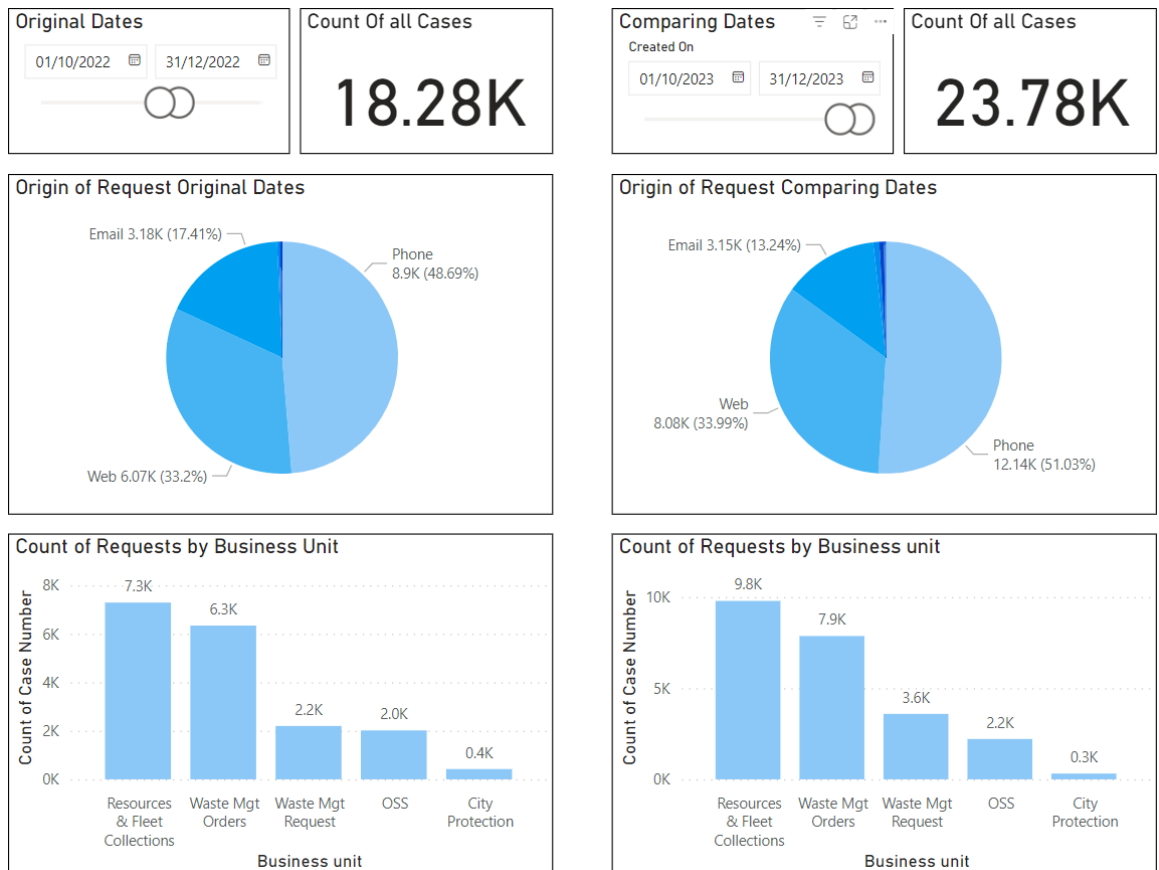 Original Dates
01/10/2022
31/12/2022
Count Of all Cases
18.28K
Comparing Dates
Created On
01/10/2023
31/12/2023
Count Of all Cases
23.78K
Origin of Request Original Dates
Email 3.18K (17.41%)
Phone
8.9K (48.69%)
Web 6.07K (33.2%)
Origin of Request Comparing Dates
Email 3.15K (13.24%)
Web
8.08K (33.99%)
Phone
12.14K (51.03%)
Count of Requests by Business Unit
Count of Case Number
8K
6K
4K
2K
0K
7.3K
6.3K
2.2K
2.0K
0.4K
Resources
& Fleet
Collections
Waste Mgt
Orders
Waste Mgt
Request
OSS
City
Protection
Business unit
Count of Requests by Business unit
Count of Case Number
10K
5K
0K
9.8K
7.9K
3.6K
2.2K
0.3K
Resources
& Fleet
Collections
Waste Mgt
Orders
Waste Mgt
Request
OSS
City
Protection
Business unit